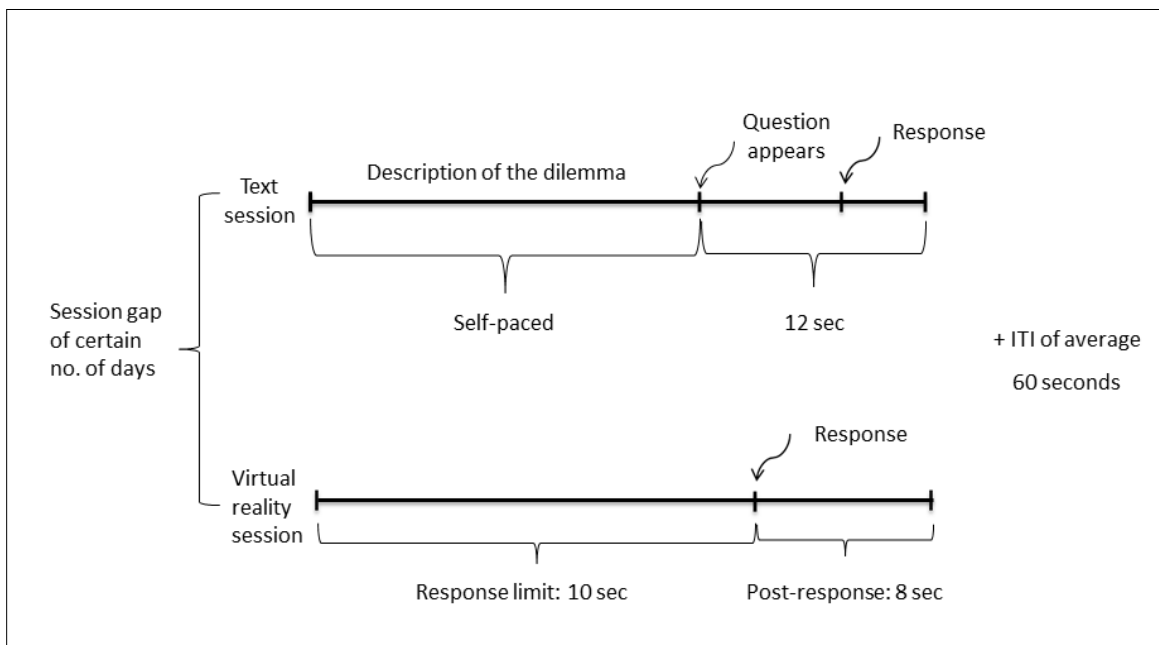 Question
appears
Response
Description of the dilemma
Text
session
Self-paced
12 sec
Session gap
of certain
no. of days
+ ITI of average
60 seconds
Response
Virtual
reality
session
Response limit: 10 sec
Post-response: 8 sec